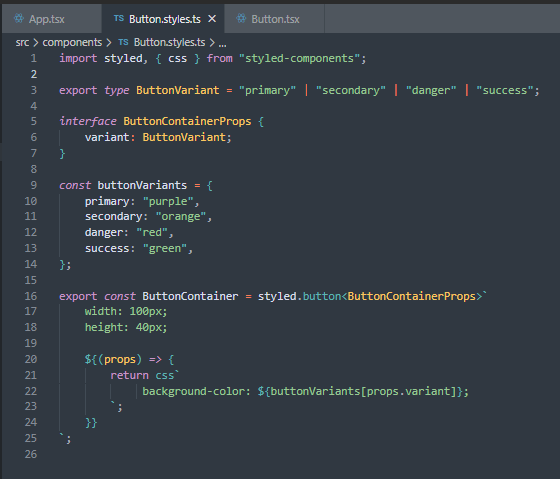 App.tsx
Button.styles.ts
Button.tsx
src > components > TS Button.styles.ts > ...
1 import styled, { css } from "styled-components";
2
3 export type ButtonVariant = "primary" | "secondary" | "danger" | "success";
4
5 interface ButtonContainerProps {
6 variant: ButtonVariant;
7 }
8
9 const buttonVariants = {
10 primary: "purple",
11 secondary: "orange",
12 danger: "red",
13 success: "green",
14 };
15
16 export const ButtonContainer = styled.button<ButtonContainerProps>`
17 width: 100px;
18 height: 40px;
19
20 ${(props) => {
21 return css`
22 background-color: ${buttonVariants[props.variant]};
23 `;
24 }}
25 `;
26